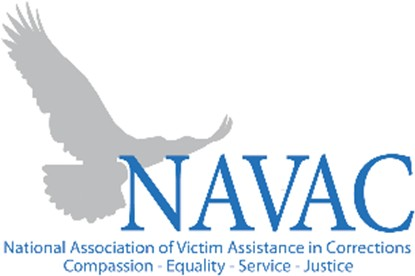 NAVAC
National Association of Victim Assistance in Corrections
Compassion - Equality - Service - Justice